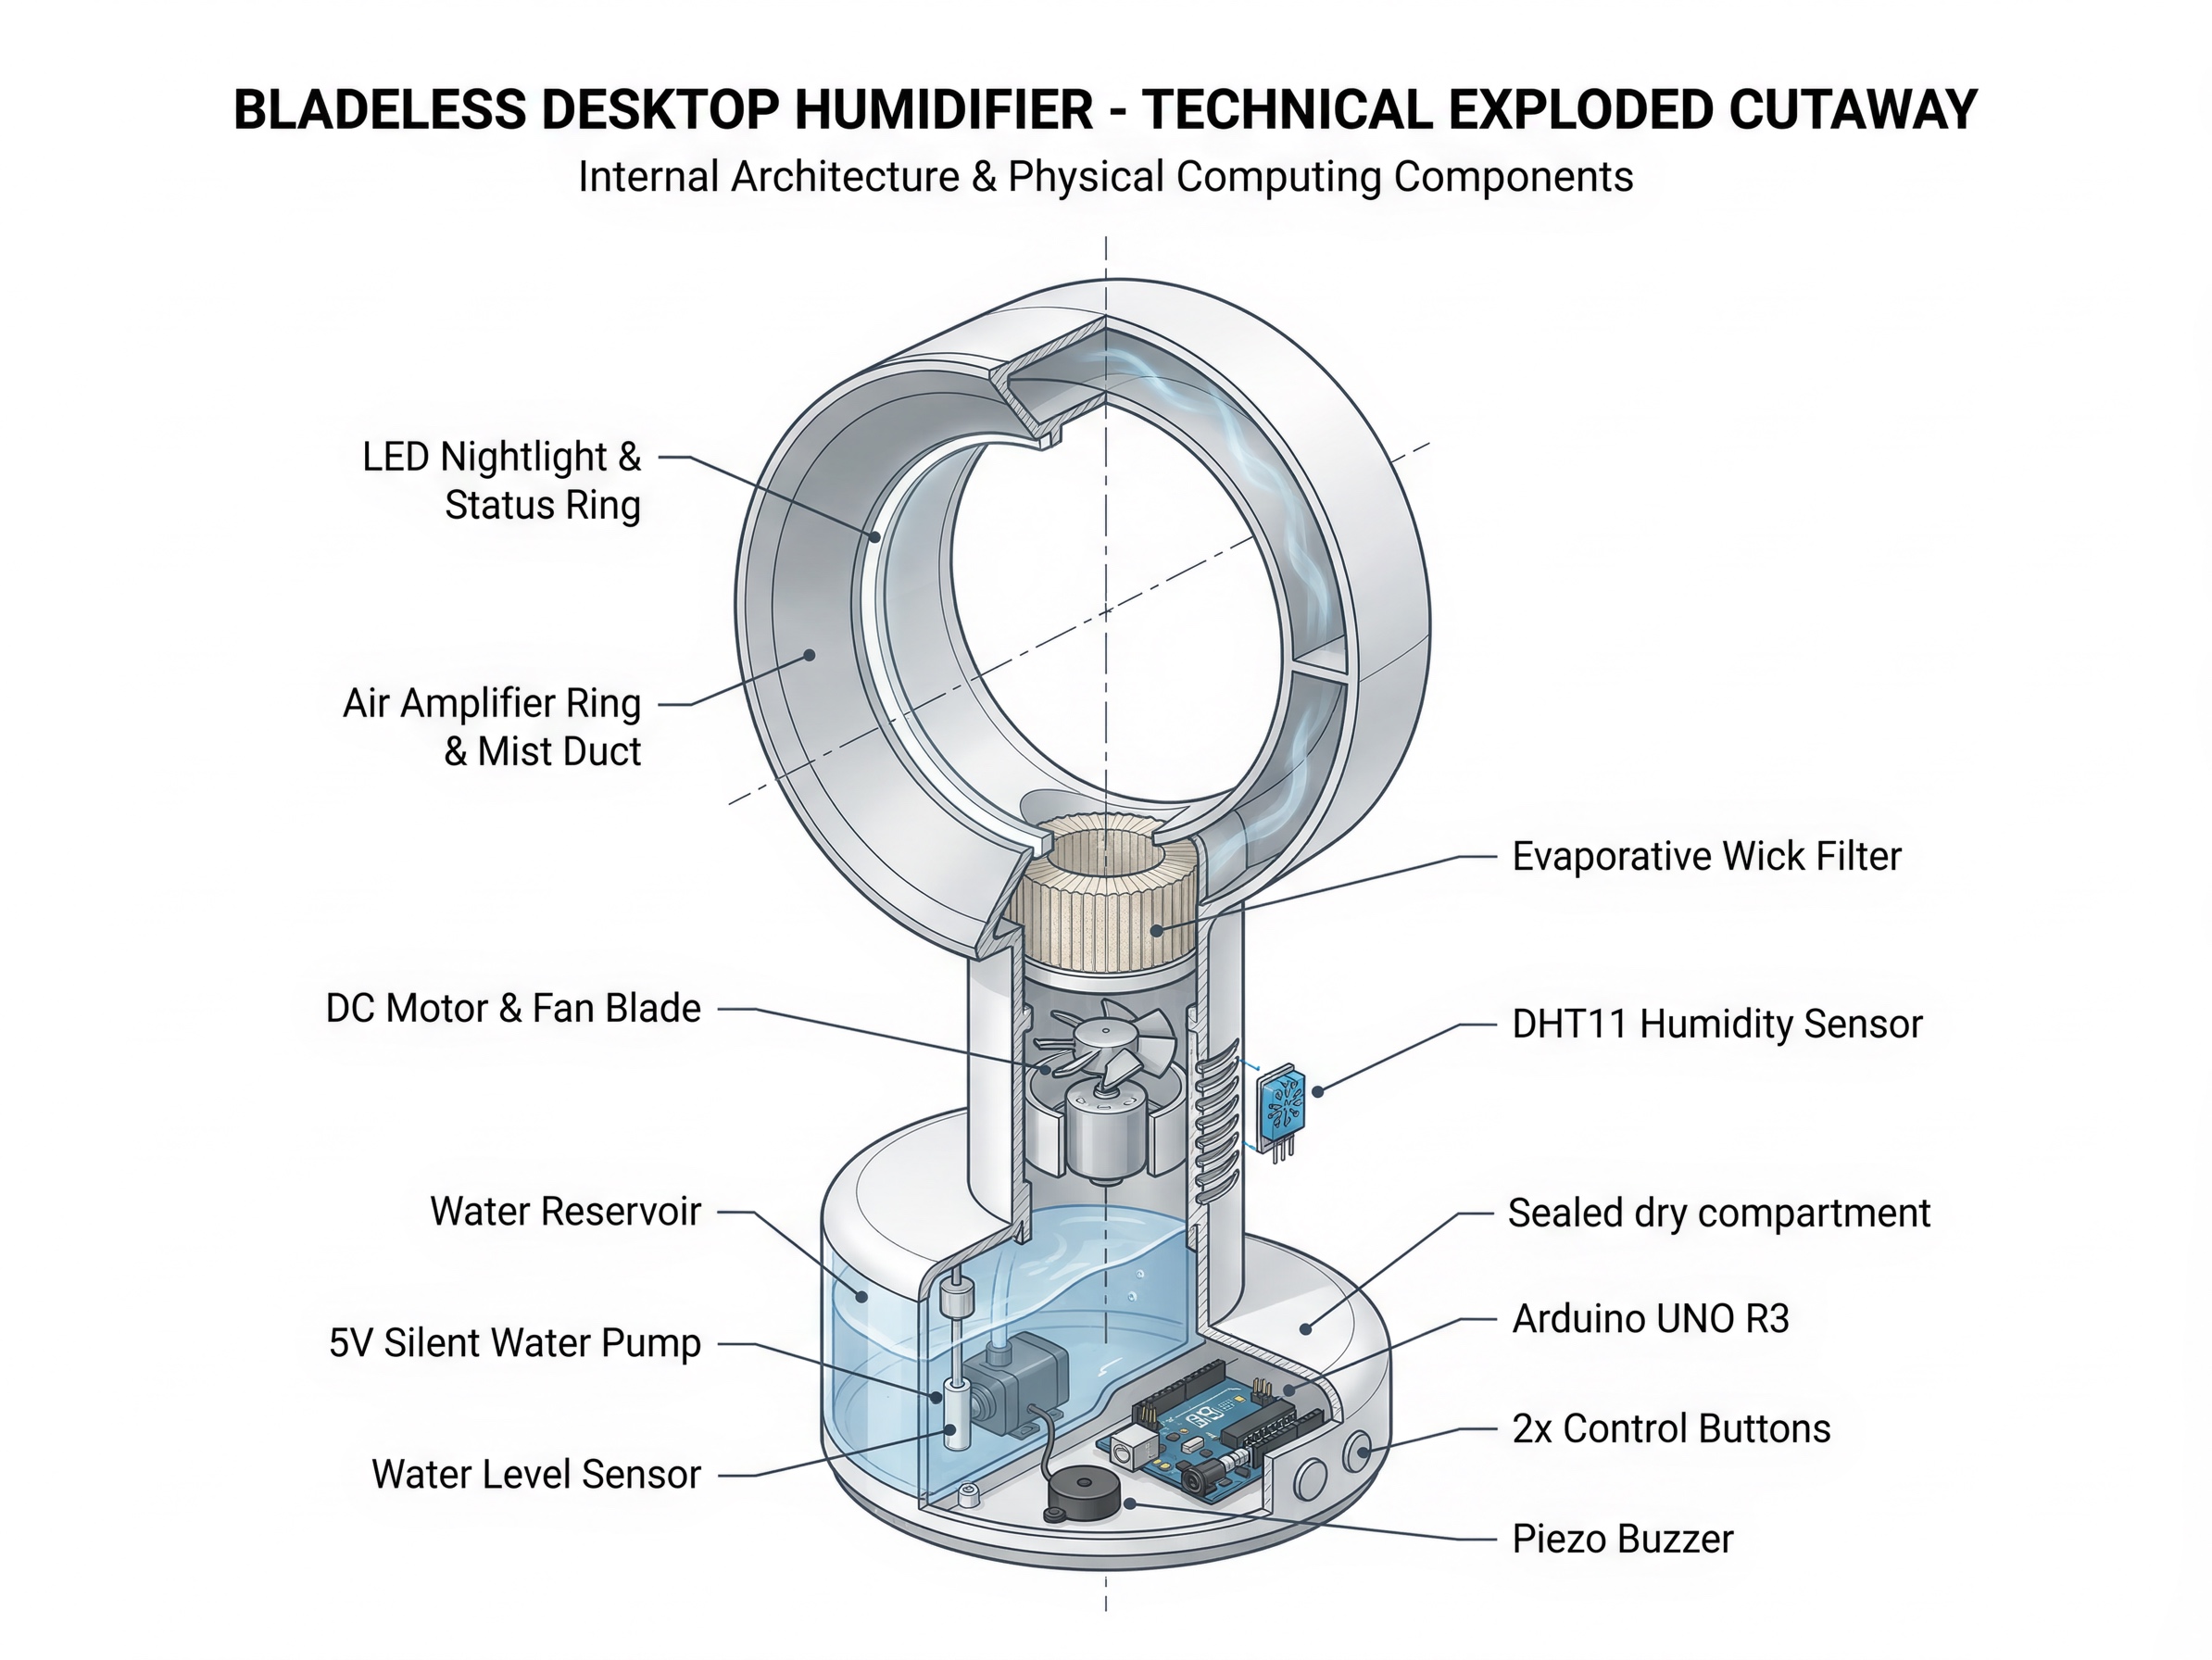 BLADELESS DESKTOP HUMIDIFIER - TECHNICAL EXPLODED CUTAWAY
Internal Architecture & Physical Computing Components
LED Nightlight &
Status Ring
Air Amplifier Ring
& Mist Duct
Evaporative Wick Filter
DC Motor & Fan Blade
DHT11 Humidity Sensor
Water Reservoir
Sealed dry compartment
5V Silent Water Pump
Arduino UNO R3
2x Control Buttons
Water Level Sensor
Piezo Buzzer